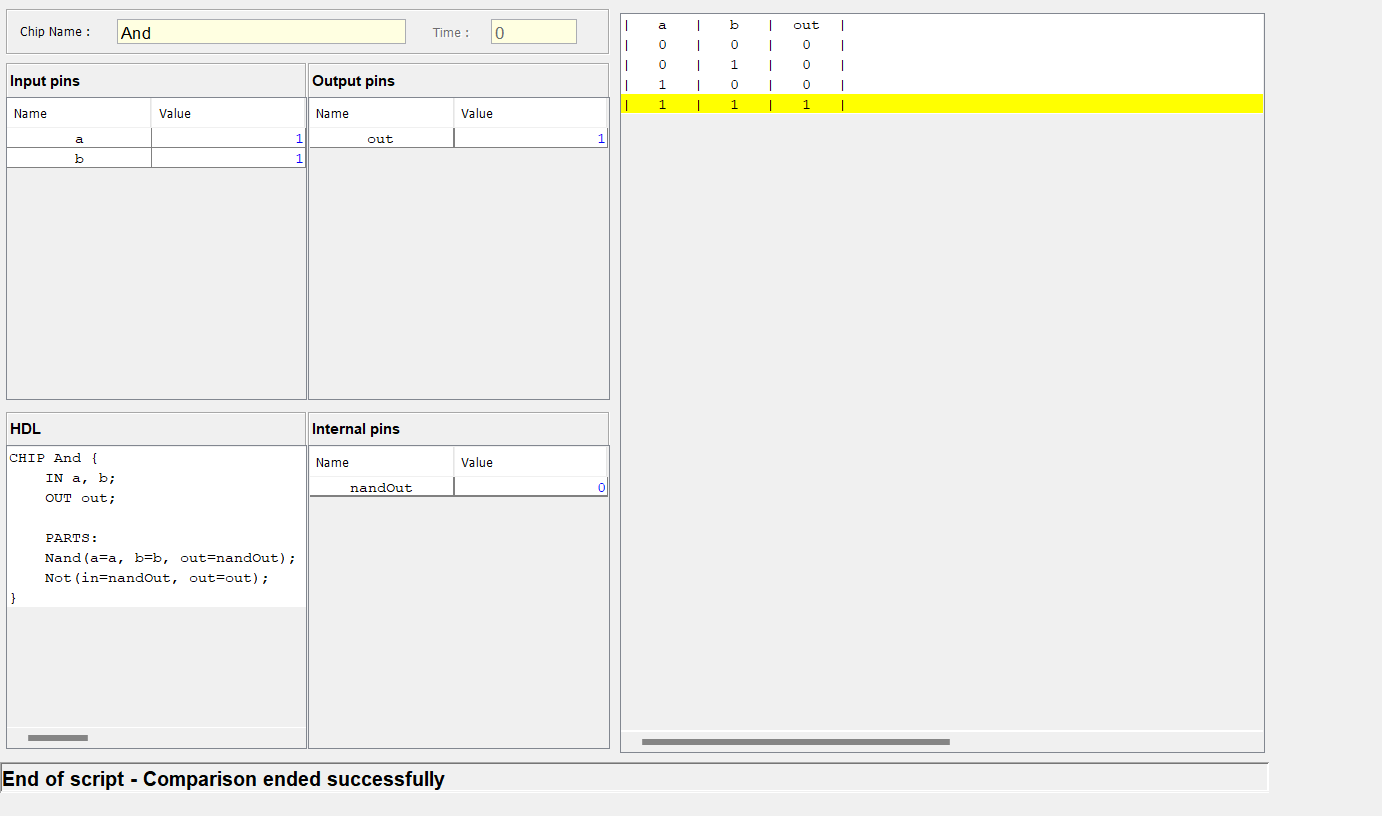 Chip Name : And Time : 0
Input pins
Name Value
a 1
b 1
Output pins
Name Value
out 1
HDL
CHIP And {
    IN a, b;
    OUT out;

    PARTS:
    Nand(a=a, b=b, out=nandOut);
    Not(in=nandOut, out=out);
}
Internal pins
Name Value
nandOut 0
| a | b | out |
| 0 | 0 | 0 |
| 0 | 1 | 0 |
| 1 | 0 | 0 |
| 1 | 1 | 1 |
End of script - Comparison ended successfully